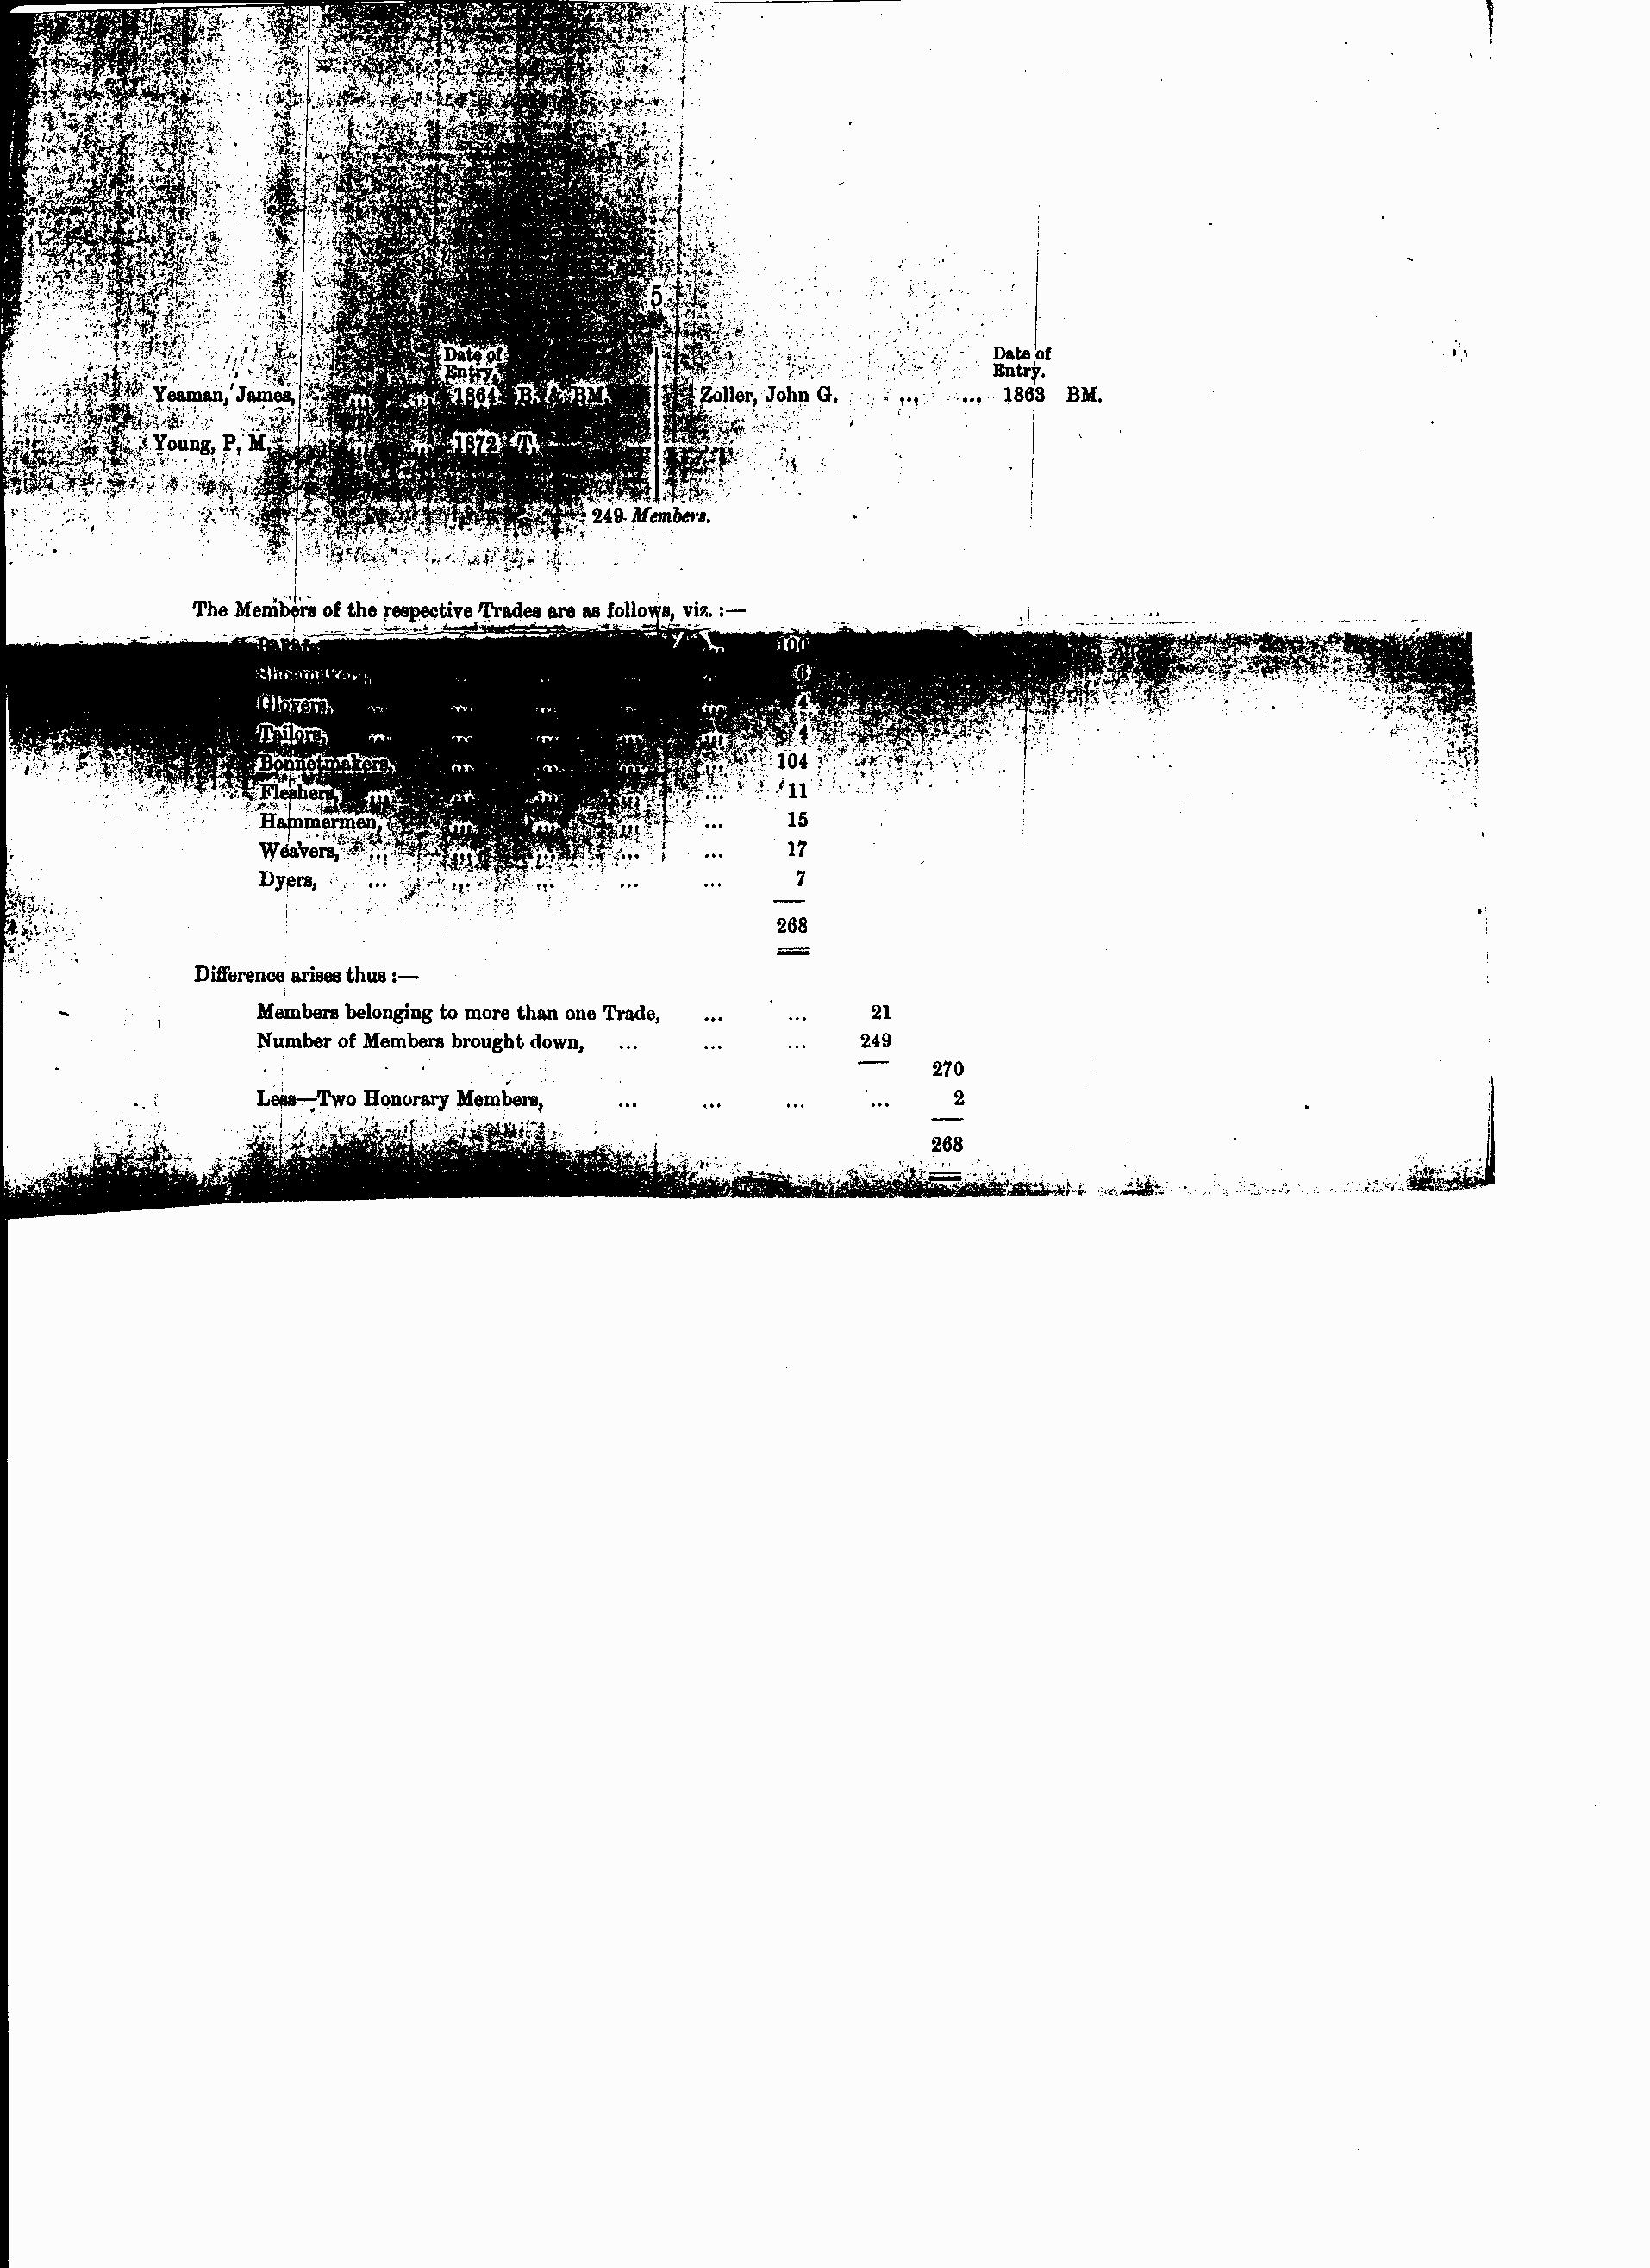 5
Date of
Entry.
Yeaman, James, ... ... 1864 B. & BM.
Young, P. M. ... ... 1872 T.
Date of
Entry.
Zoller, John G. ... ... 1863 BM.
249 Members.
The Members of the respective Trades are as follows, viz. :—
... 100
Shoemakers, ... ... ... ... 6
Glovers, ... ... ... ... ... 4
Tailors, ... ... ... ... ... 4
Bonnetmakers, ... ... ... ... 104
Fleshers, ... ... ... ... ... 11
Hammermen, ... ... ... ... 15
Weavers, ... ... ... ... ... 17
Dyers, ... ... ... ... ... 7
268
Difference arises thus :—
Members belonging to more than one Trade, ... ... 21
Number of Members brought down, ... ... ... 249
270
Less—Two Honorary Members, ... ... ... ... 2
268